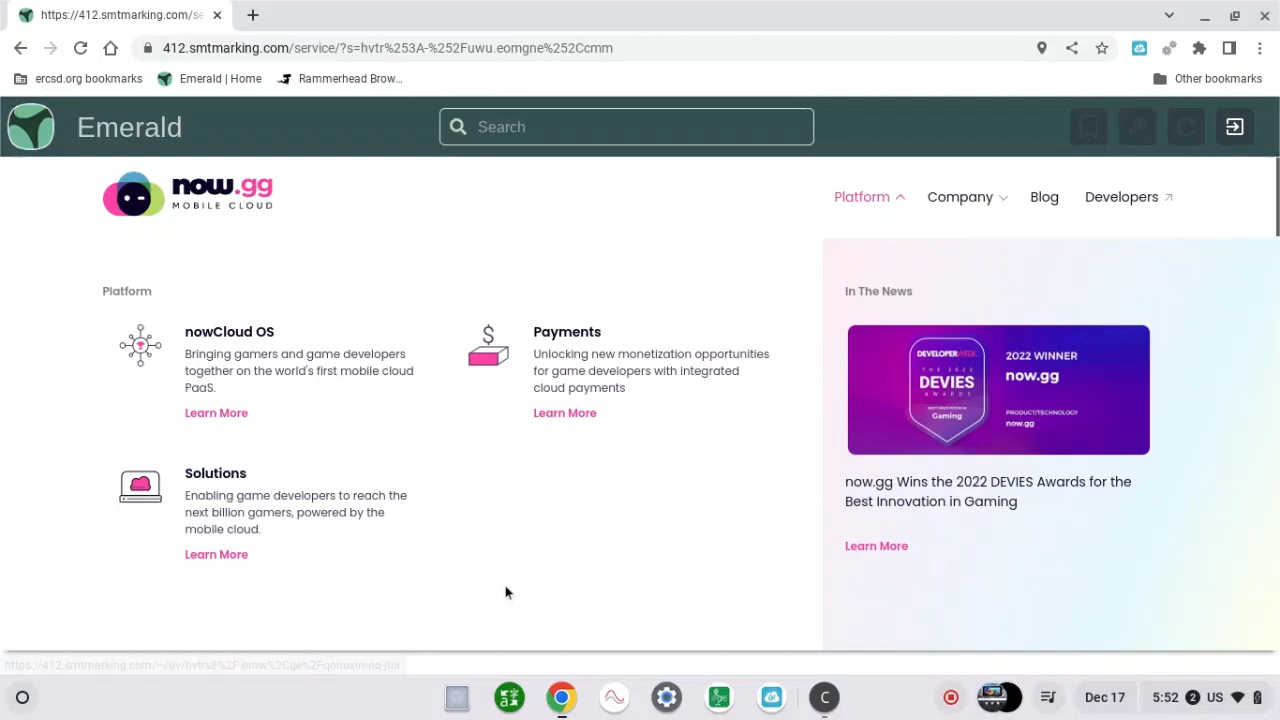 https://412.smtmarking.com/se
412.smtmarking.com/service/?s=hvtr%253A-%252Fuwu.eomgne%252Ccmm
ercsd.org bookmarks
Emerald | Home
Rammerhead Brow...
Other bookmarks
Emerald
Search
now.gg
MOBILE CLOUD
Platform
Company
Blog
Developers
Platform
nowCloud OS
Bringing gamers and game developers
together on the world's first mobile cloud
PaaS.
Learn More
Payments
Unlocking new monetization opportunities
for game developers with integrated
cloud payments
Learn More
Solutions
Enabling game developers to reach the
next billion gamers, powered by the
mobile cloud.
Learn More
In The News
DEVELOPERWEEK
THE 2022
DEVIES
AWARDS
Gaming
2022 WINNER
now.gg
PRODUCT/TECHNOLOGY
now.gg
now.gg Wins the 2022 DEVIES Awards for the
Best Innovation in Gaming
Learn More
C
Dec 17
5:52
2
US